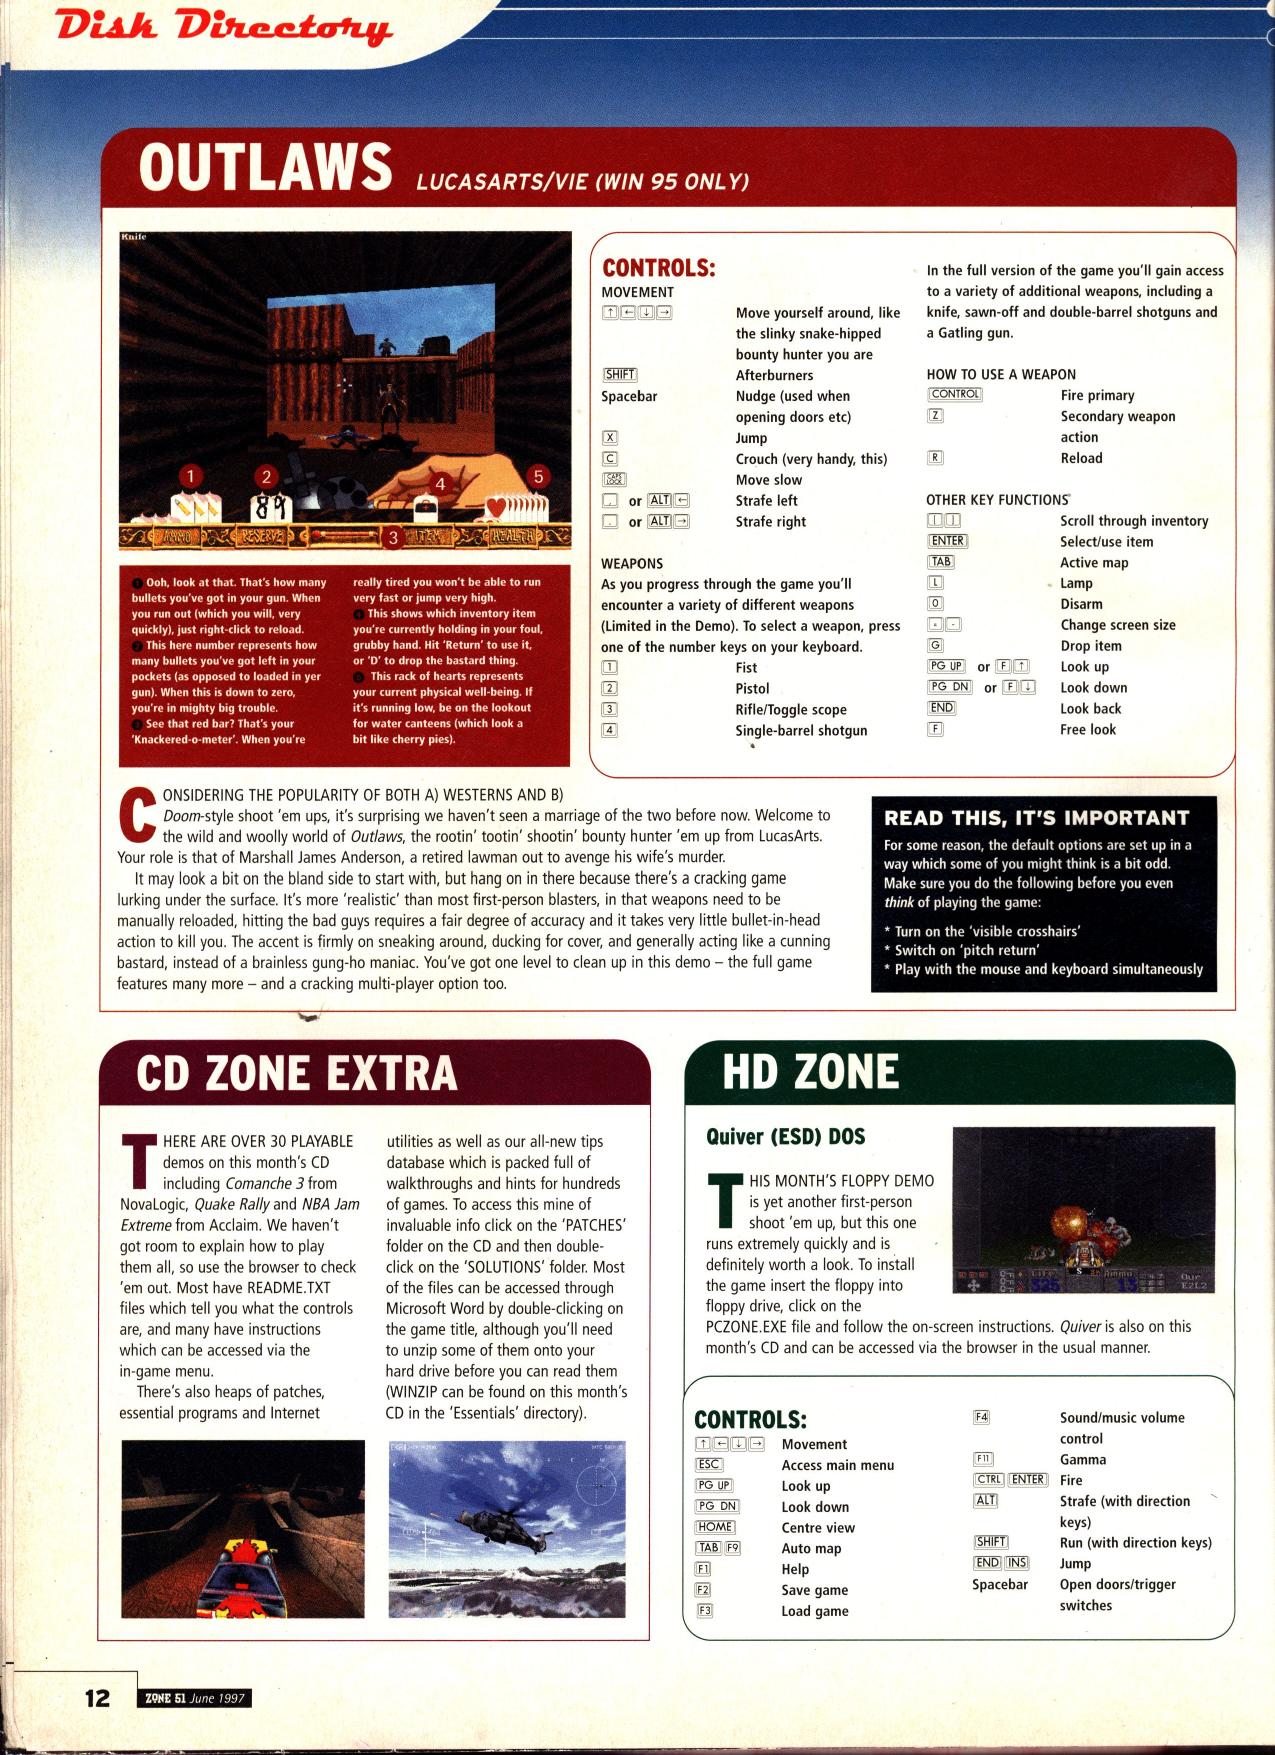 Disk Directory
OUTLAWS LUCASARTS/VIE (WIN 95 ONLY)
Knife
1
2
3
4
5
89
AMMO
RESERVE
ITEM
HEALTH
1 Ooh, look at that. That's how many
bullets you've got in your gun. When
you run out (which you will, very
quickly), just right-click to reload.
2 This here number represents how
many bullets you've got left in your
pockets (as opposed to loaded in yer
gun). When this is down to zero,
you're in mighty big trouble.
3 See that red bar? That's your
'Knackered-o-meter'. When you're
really tired you won't be able to run
very fast or jump very high.
4 This shows which inventory item
you're currently holding in your foul,
grubby hand. Hit 'Return' to use it,
or 'D' to drop the bastard thing.
5 This rack of hearts represents
your current physical well-being. If
it's running low, be on the lookout
for water canteens (which look a
bit like cherry pies).
CONTROLS:
MOVEMENT
↑ ← ↓ → Move yourself around, like
the slinky snake-hipped
bounty hunter you are
SHIFT Afterburners
Spacebar Nudge (used when
opening doors etc)
X Jump
C Crouch (very handy, this)
CAPS LOCK Move slow
, or ALT ← Strafe left
. or ALT → Strafe right
WEAPONS
As you progress through the game you'll
encounter a variety of different weapons
(Limited in the Demo). To select a weapon, press
one of the number keys on your keyboard.
1 Fist
2 Pistol
3 Rifle/Toggle scope
4 Single-barrel shotgun
In the full version of the game you'll gain access
to a variety of additional weapons, including a
knife, sawn-off and double-barrel shotguns and
a Gatling gun.
HOW TO USE A WEAPON
CONTROL Fire primary
Z Secondary weapon
action
R Reload
OTHER KEY FUNCTIONS
[ ] Scroll through inventory
ENTER Select/use item
TAB Active map
L Lamp
0 Disarm
Change screen size
G Drop item
PG UP or F ↑ Look up
PG DN or F ↓ Look down
END Look back
F Free look
CONSIDERING THE POPULARITY OF BOTH A) WESTERNS AND B)
Doom-style shoot 'em ups, it's surprising we haven't seen a marriage of the two before now. Welcome to
the wild and woolly world of Outlaws, the rootin' tootin' shootin' bounty hunter 'em up from LucasArts.
Your role is that of Marshall James Anderson, a retired lawman out to avenge his wife's murder.
It may look a bit on the bland side to start with, but hang on in there because there's a cracking game
lurking under the surface. It's more 'realistic' than most first-person blasters, in that weapons need to be
manually reloaded, hitting the bad guys requires a fair degree of accuracy and it takes very little bullet-in-head
action to kill you. The accent is firmly on sneaking around, ducking for cover, and generally acting like a cunning
bastard, instead of a brainless gung-ho maniac. You've got one level to clean up in this demo – the full game
features many more – and a cracking multi-player option too.
READ THIS, IT'S IMPORTANT
For some reason, the default options are set up in a
way which some of you might think is a bit odd.
Make sure you do the following before you even
think of playing the game:
* Turn on the 'visible crosshairs'
* Switch on 'pitch return'
* Play with the mouse and keyboard simultaneously
CD ZONE EXTRA
THERE ARE OVER 30 PLAYABLE
demos on this month's CD
including Comanche 3 from
NovaLogic, Quake Rally and NBA Jam
Extreme from Acclaim. We haven't
got room to explain how to play
them all, so use the browser to check
'em out. Most have README.TXT
files which tell you what the controls
are, and many have instructions
which can be accessed via the
in-game menu.
There's also heaps of patches,
essential programs and Internet
utilities as well as our all-new tips
database which is packed full of
walkthroughs and hints for hundreds
of games. To access this mine of
invaluable info click on the 'PATCHES'
folder on the CD and then double-
click on the 'SOLUTIONS' folder. Most
of the files can be accessed through
Microsoft Word by double-clicking on
the game title, although you'll need
to unzip some of them onto your
hard drive before you can read them
(WINZIP can be found on this month's
CD in the 'Essentials' directory).
HD ZONE
Quiver (ESD) DOS
THIS MONTH'S FLOPPY DEMO
is yet another first-person
shoot 'em up, but this one
runs extremely quickly and is
definitely worth a look. To install
the game insert the floppy into
floppy drive, click on the
PCZONE.EXE file and follow the on-screen instructions. Quiver is also on this
month's CD and can be accessed via the browser in the usual manner.
Life
Ammo
325
13
E2L2
CONTROLS:
↑ ← ↓ → Movement
ESC Access main menu
PG UP Look up
PG DN Look down
HOME Centre view
TAB F9 Auto map
F1 Help
F2 Save game
F3 Load game
F4 Sound/music volume
control
F11 Gamma
CTRL ENTER Fire
ALT Strafe (with direction
keys)
SHIFT Run (with direction keys)
END INS Jump
Spacebar Open doors/trigger
switches
12 ZONE 51 June 1997